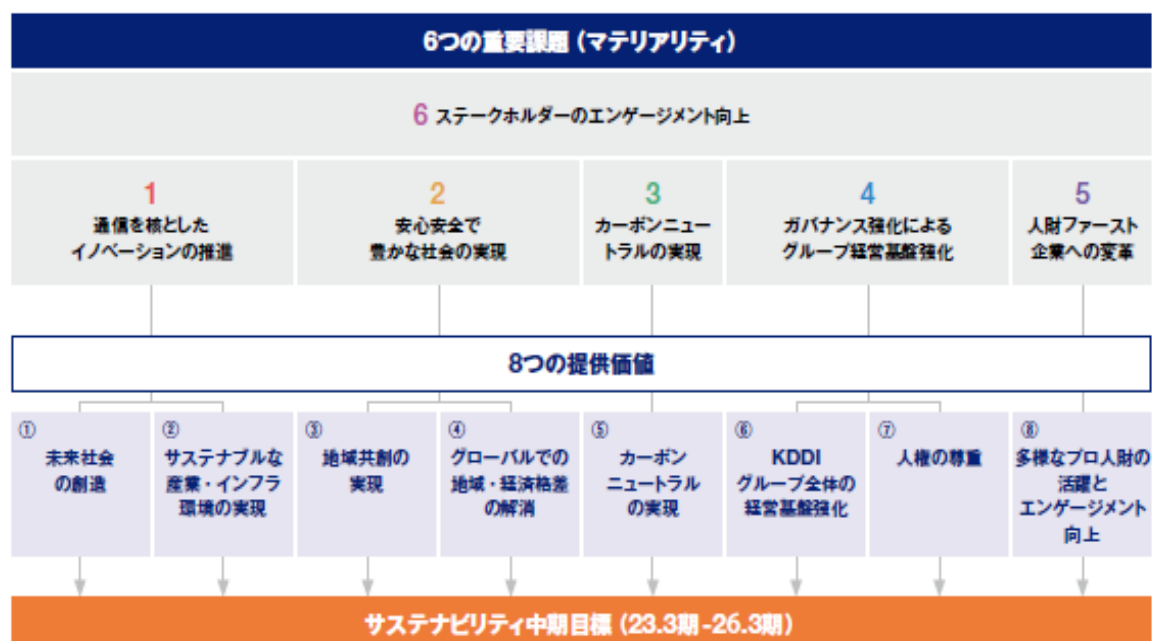 6つの重要課題（マテリアリティ）
6 ステークホルダーのエンゲージメント向上
1
通信を核とした
イノベーションの推進
2
安心安全で
豊かな社会の実現
3
カーボンニュー
トラルの実現
4
ガバナンス強化による
グループ経営基盤強化
5
人財ファースト
企業への変革
8つの提供価値
①
未来社会
の創造
②
サステナブルな
産業・インフラ
環境の実現
③
地域共創の
実現
④
グローバルでの
地域・経済格差
の解消
⑤
カーボン
ニュートラル
の実現
⑥
KDDI
グループ全体の
経営基盤強化
⑦
人権の尊重
⑧
多様なプロ人財の
活躍と
エンゲージメント
向上
サステナビリティ中期目標（23.3期-26.3期）